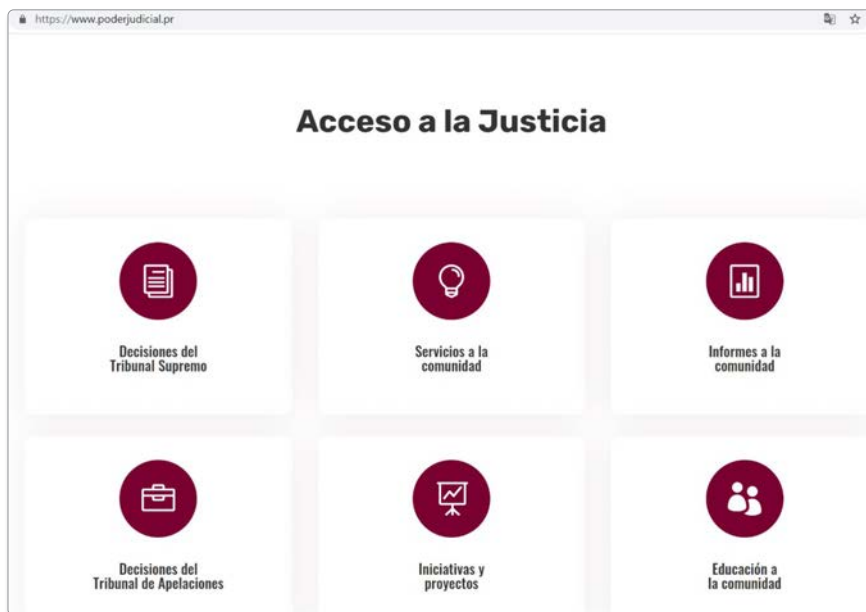 https://www.poderjudicial.pr
Acceso a la Justicia
Decisiones del
Tribunal Supremo
Servicios a la
comunidad
Informes a la
comunidad
Decisiones del
Tribunal de Apelaciones
Iniciativas y
proyectos
Educación a
la comunidad